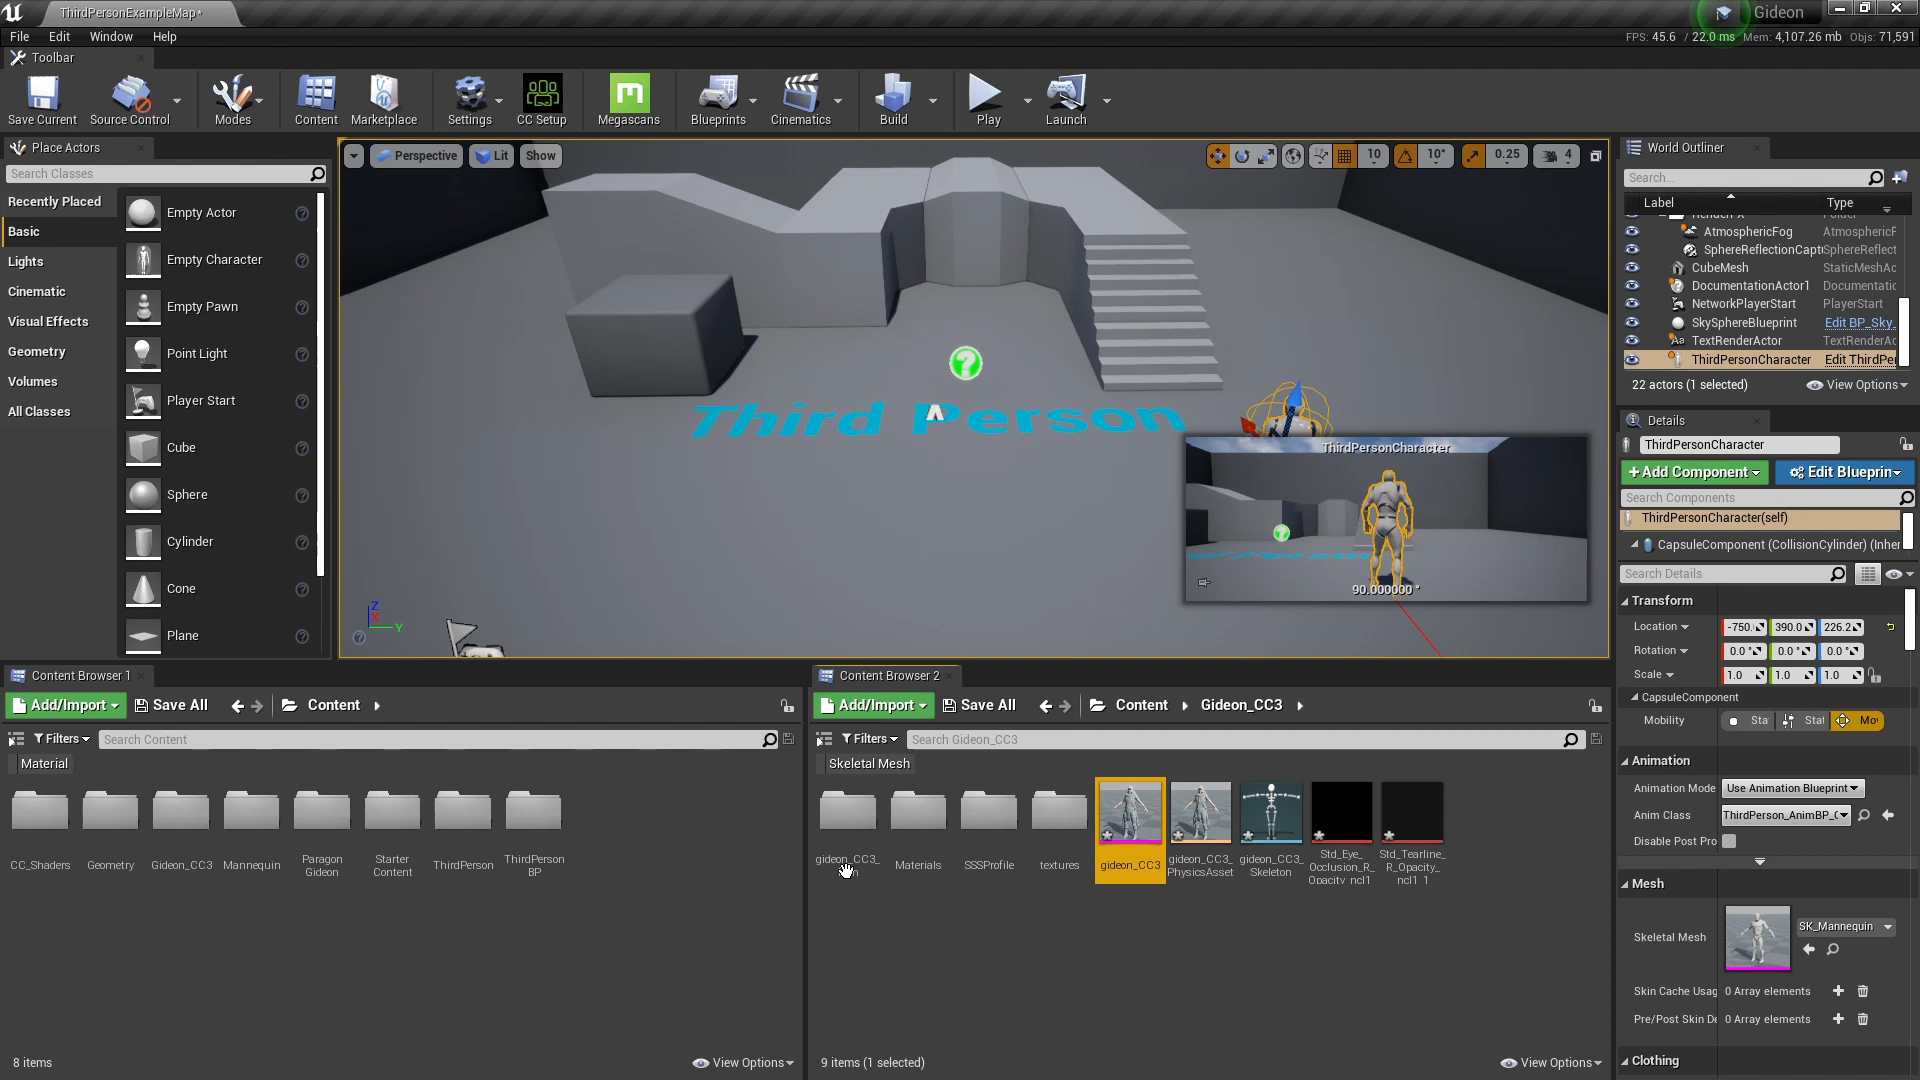 ThirdPersonExampleMap*
Gideon
File Edit Window Help
FPS: 45.6 / 22.0 ms Mem: 4,107.26 mb Objs: 71,591
Toolbar
Save Current
Source Control
Modes
Content
Marketplace
Settings
CC Setup
Megascans
Blueprints
Cinematics
Build
Play
Launch
Place Actors
Search Classes
Recently Placed
Basic
Lights
Cinematic
Visual Effects
Geometry
Volumes
All Classes
Empty Actor
Empty Character
Empty Pawn
Point Light
Player Start
Cube
Sphere
Cylinder
Cone
Plane
Perspective
Lit
Show
10
10°
0.25
4
Third Person
ThirdPersonCharacter
90.000000 °
Z
X
Y
World Outliner
Search...
Label Type
AtmosphericFog AtmosphericF
SphereReflectionCapt SphereReflect
CubeMesh StaticMeshAc
DocumentationActor1 Documentatic
NetworkPlayerStart PlayerStart
SkySphereBlueprint Edit BP_Sky_
TextRenderActor TextRenderAc
ThirdPersonCharacter Edit ThirdPer
22 actors (1 selected)
View Options
Details
ThirdPersonCharacter
+Add Component
Edit Blueprin
Search Components
ThirdPersonCharacter(self)
CapsuleComponent (CollisionCylinder) (Inher
Search Details
Transform
Location -750. 390.0 226.2
Rotation 0.0 ° 0.0 ° 0.0 °
Scale 1.0 1.0 1.0
CapsuleComponent
Mobility Sta Stat Mov
Animation
Animation Mode Use Animation Blueprint
Anim Class ThirdPerson_AnimBP_C
Disable Post Pro
Mesh
Skeletal Mesh SK_Mannequin
Skin Cache Usag 0 Array elements
Pre/Post Skin De 0 Array elements
Clothing
Content Browser 1
Add/Import Save All Content
Filters Search Content
Material
CC_Shaders
Geometry
Gideon_CC3
Mannequin
Paragon
Gideon
Starter
Content
ThirdPerson
ThirdPerson
BP
8 items
View Options
Content Browser 2
Add/Import Save All Content Gideon_CC3
Filters Search Gideon_CC3
Skeletal Mesh
gideon_CC3_
Materials
SSSProfile
textures
gideon_CC3
gideon_CC3_
PhysicsAsset
gideon_CC3_
Skeleton
Std_Eye_
Occlusion_R_
Opacity_ncl1
Std_Tearline_
R_Opacity_
ncl1_1
9 items (1 selected)
View Options